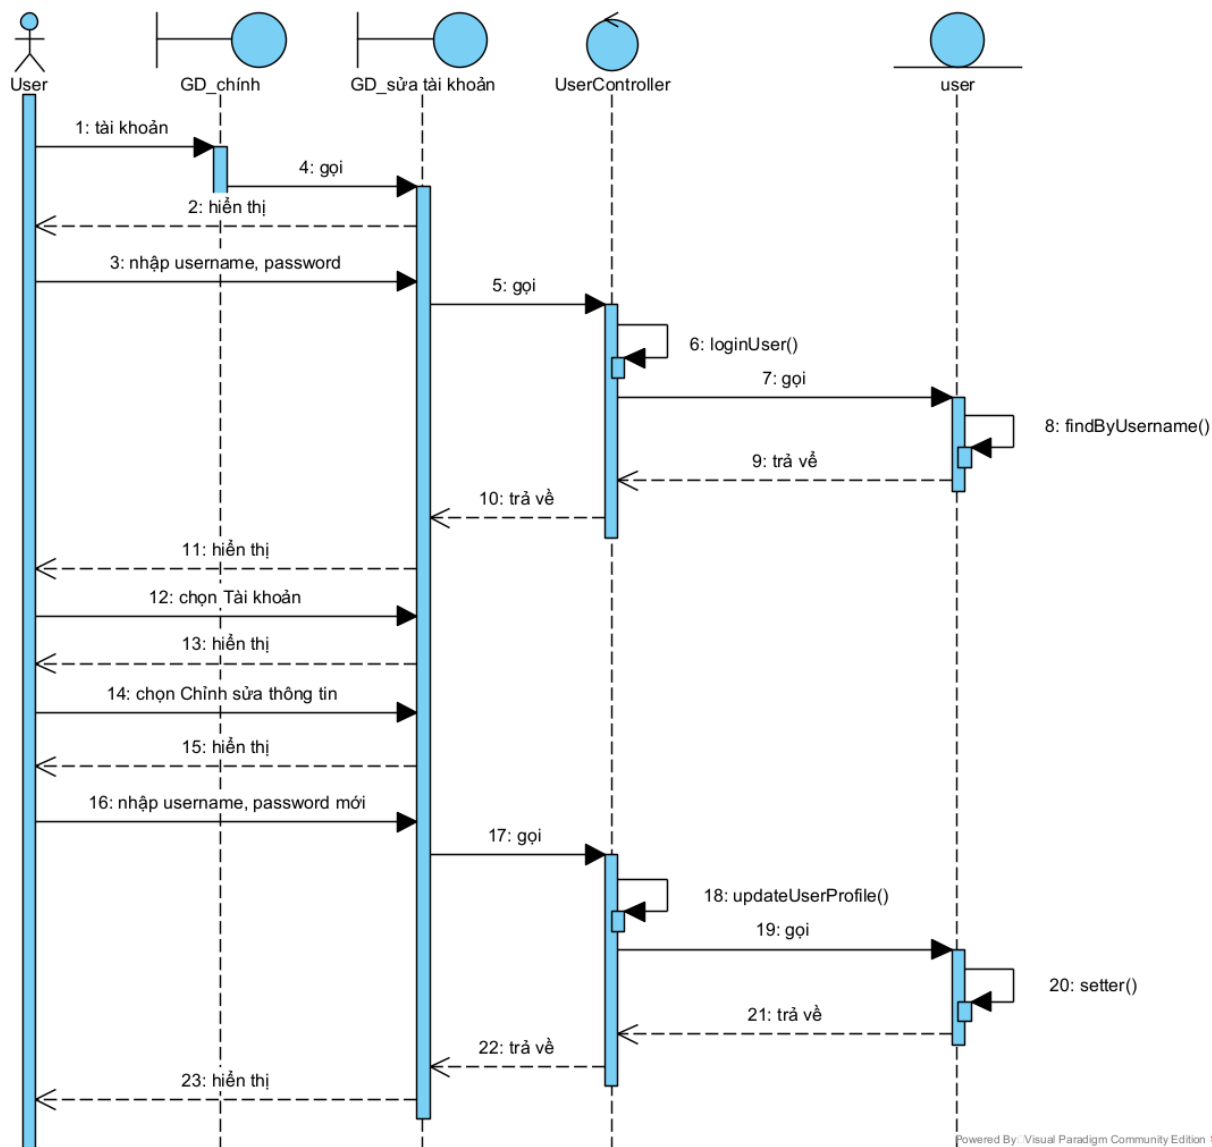 User
GD_chính
GD_sửa tài khoản
UserController
user
1: tài khoản
4: gọi
2: hiển thị
3: nhập username, password
5: gọi
6: loginUser()
7: gọi
8: findByUsername()
9: trả về
10: trả về
11: hiển thị
12: chọn Tài khoản
13: hiển thị
14: chọn Chỉnh sửa thông tin
15: hiển thị
16: nhập username, password mới
17: gọi
18: updateUserProfile()
19: gọi
20: setter()
21: trả về
22: trả về
23: hiển thị
Powered By Visual Paradigm Community Edition